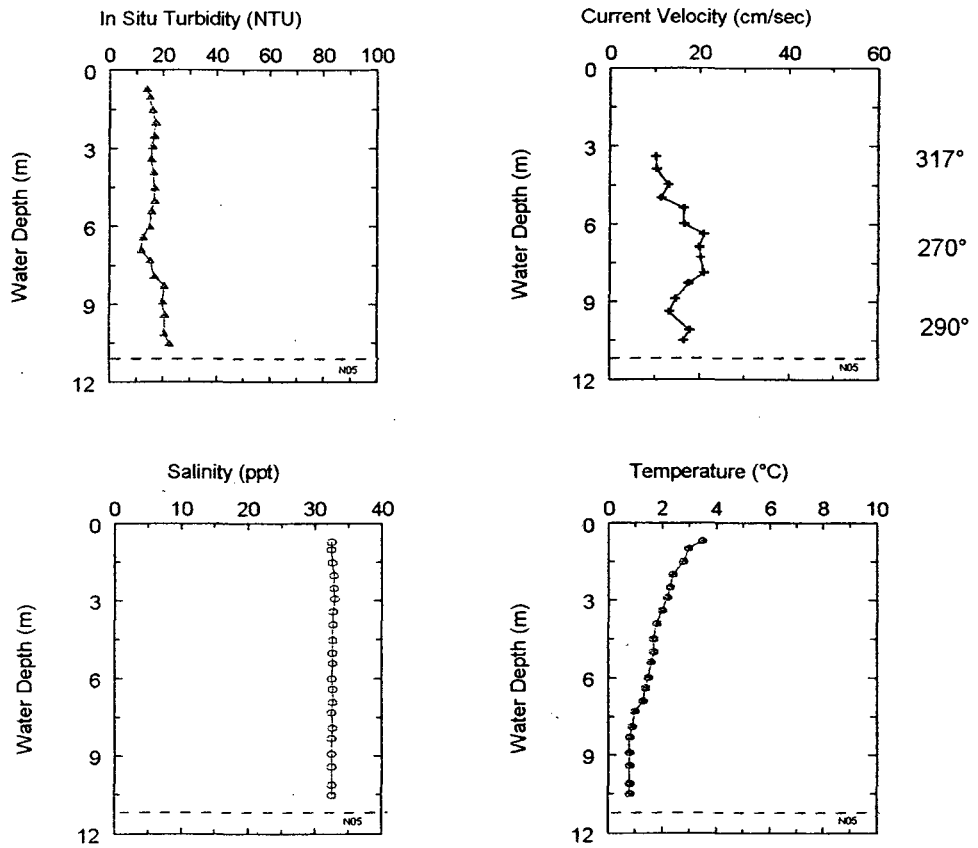 In Situ Turbidity (NTU)
0 20 40 60 80 100
Water Depth (m)
0
3
6
9
12
N05
Current Velocity (cm/sec)
0 20 40 60
Water Depth (m)
0
3
6
9
12
317°
270°
290°
N05
Salinity (ppt)
0 10 20 30 40
Water Depth (m)
0
3
6
9
12
N05
Temperature (°C)
0 2 4 6 8 10
Water Depth (m)
0
3
6
9
12
N05